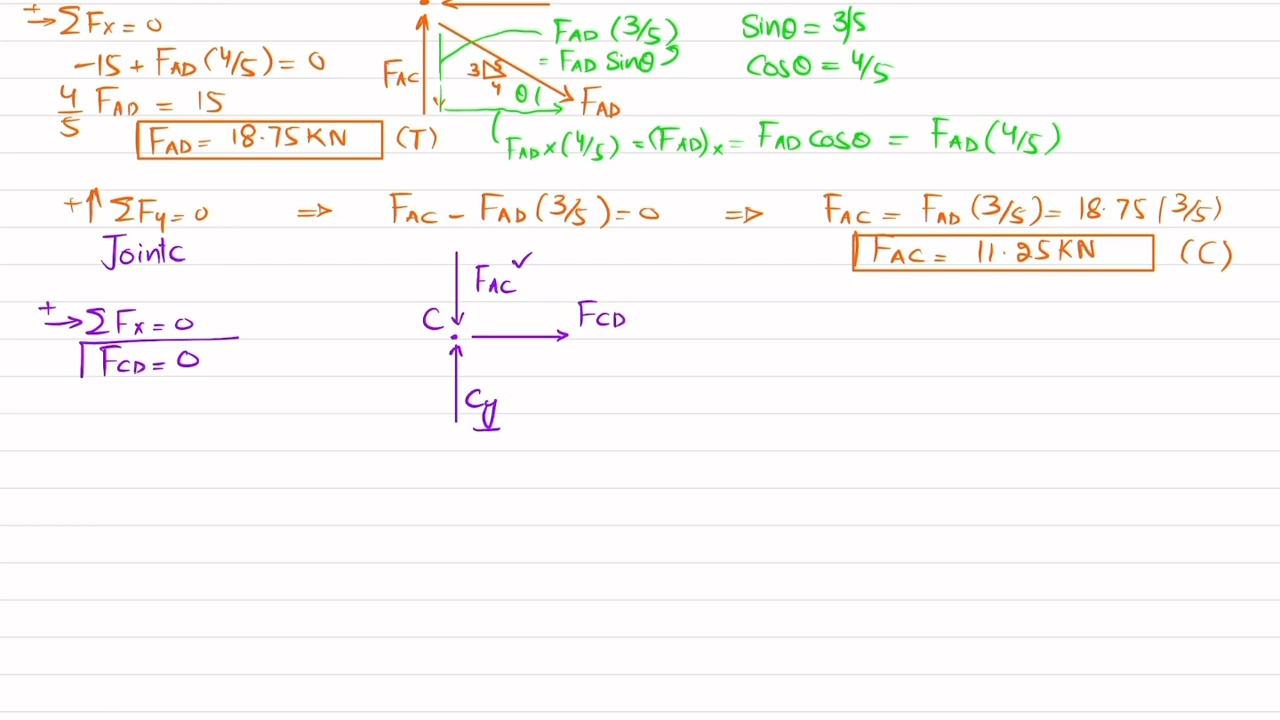 +→ ΣFx = 0
-15 + FAD (4/5) = 0
4/5 FAD = 15
FAD = 18.75 KN (T)
FAC
3 5 4
θ
FAD
FAD (3/5)
= FAD Sinθ
Sinθ = 3/5
Cosθ = 4/5
FAD × (4/5) = (FAD)x = FAD cosθ = FAD (4/5)
+↑ ΣFy = 0 ⇒ FAC - FAD (3/5) = 0 ⇒ FAC = FAD (3/5) = 18.75 (3/5)
FAC = 11.25 KN (C)
Joint C
+→ ΣFx = 0
FCD = 0
FAC ✓
C
FCD
Cy